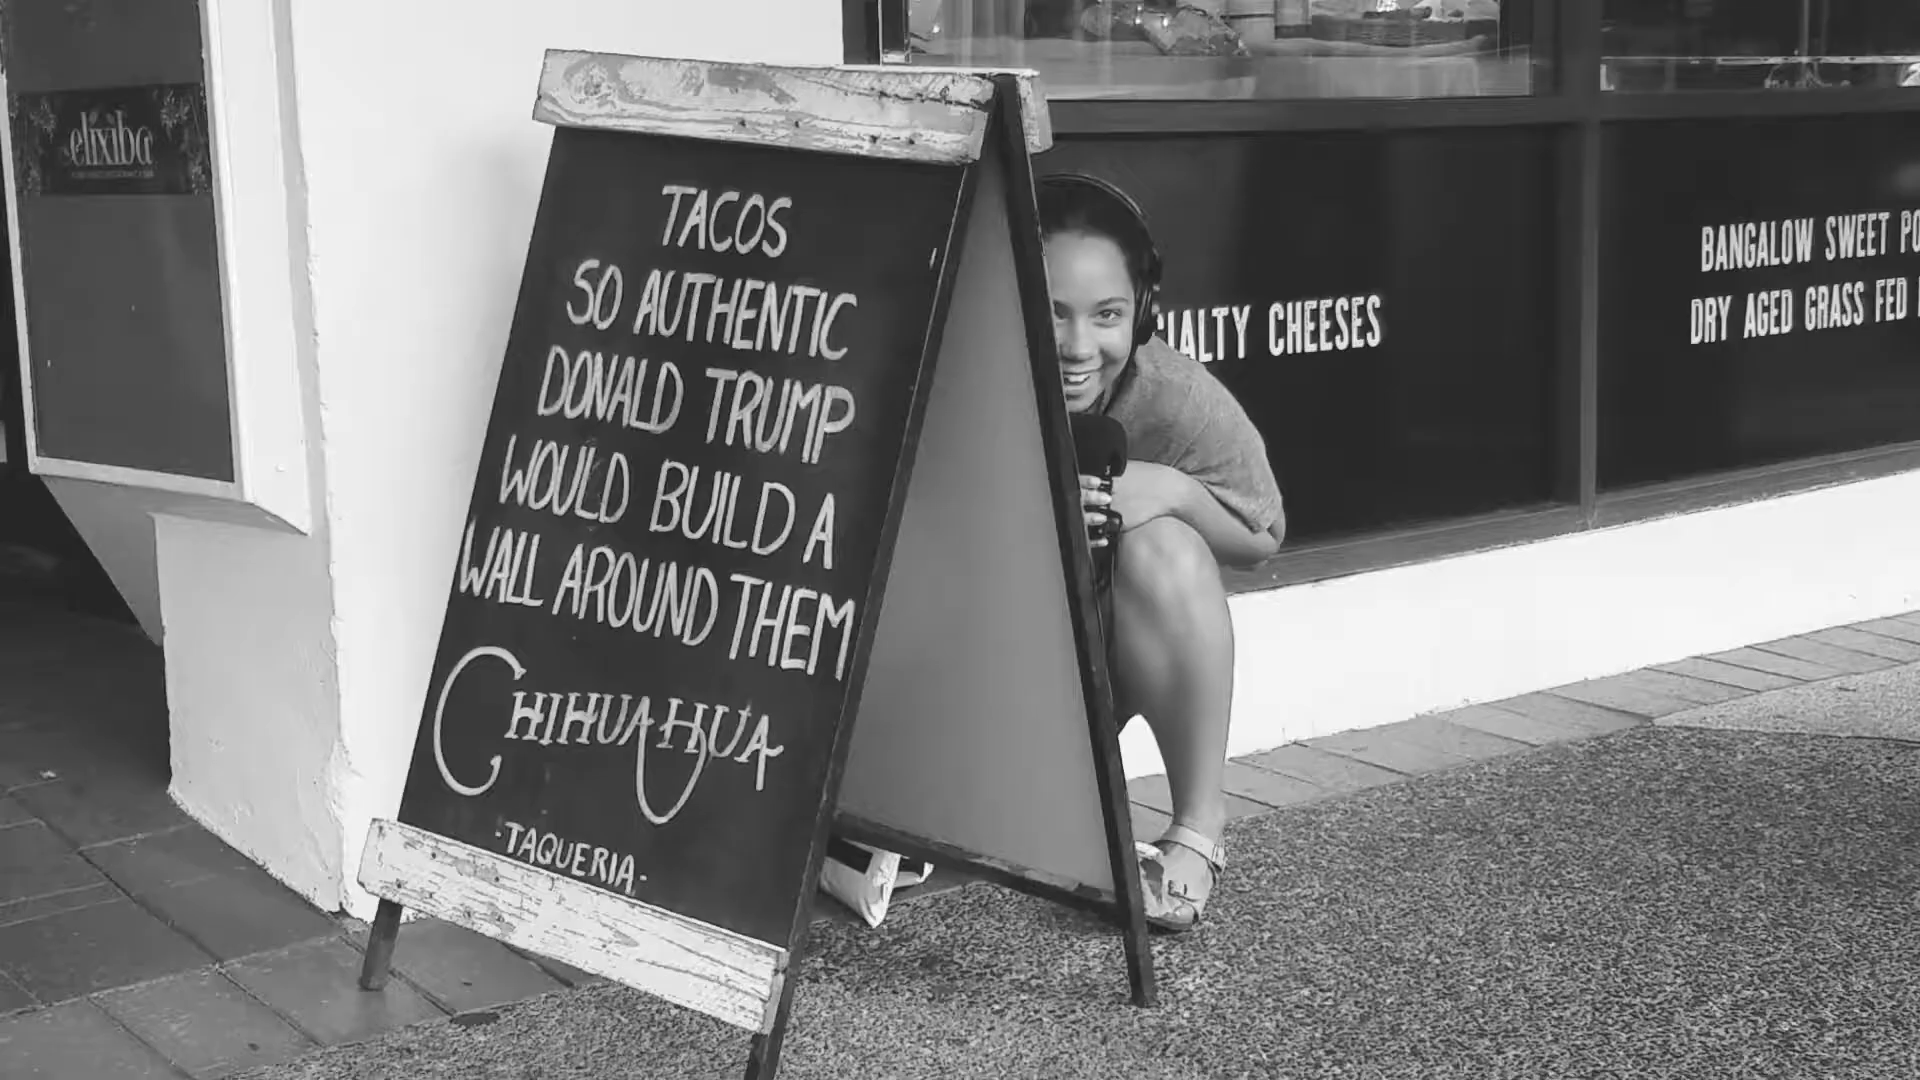 elixiba
TACOS
SO AUTHENTIC
DONALD TRUMP
WOULD BUILD A
WALL AROUND THEM
CHIHUAHUA
-TAQUERIA-
CIALTY CHEESES
BANGALOW SWEET PO
DRY AGED GRASS FED